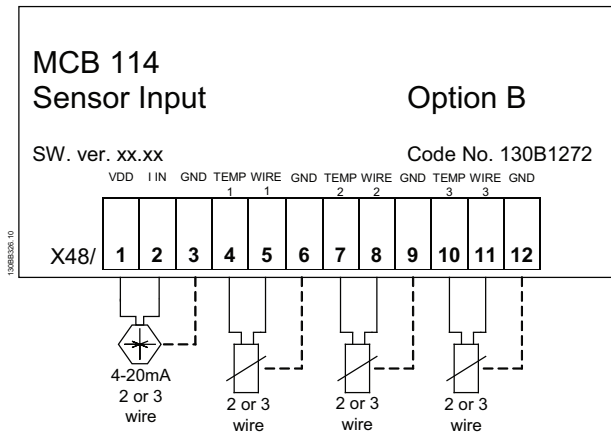 MCB 114
Sensor Input Option B
SW. ver. xx.xx Code No. 130B1272
VDD I IN GND TEMP WIRE GND TEMP WIRE GND TEMP WIRE GND
1 1 2 2 3 3
X48/ 1 2 3 4 5 6 7 8 9 10 11 12
130BB326.10
4-20mA
2 or 3
wire
2 or 3
wire
2 or 3
wire
2 or 3
wire